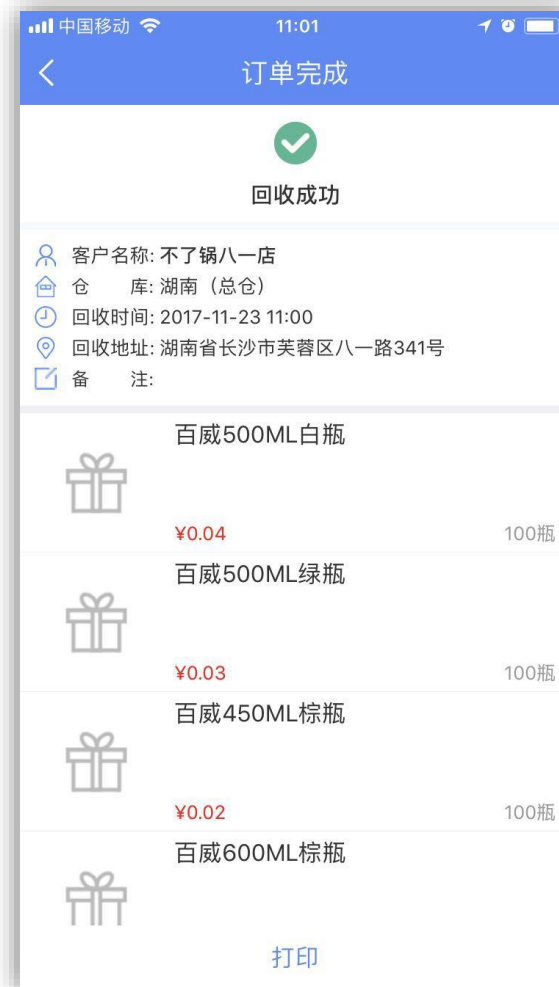 中国移动 11:01
订单完成
回收成功
客户名称: 不了锅八一店
仓 库: 湖南（总仓）
回收时间: 2017-11-23 11:00
回收地址: 湖南省长沙市芙蓉区八一路341号
备 注:
百威500ML白瓶
¥0.04 100瓶
百威500ML绿瓶
¥0.03 100瓶
百威450ML棕瓶
¥0.02 100瓶
百威600ML棕瓶
打印